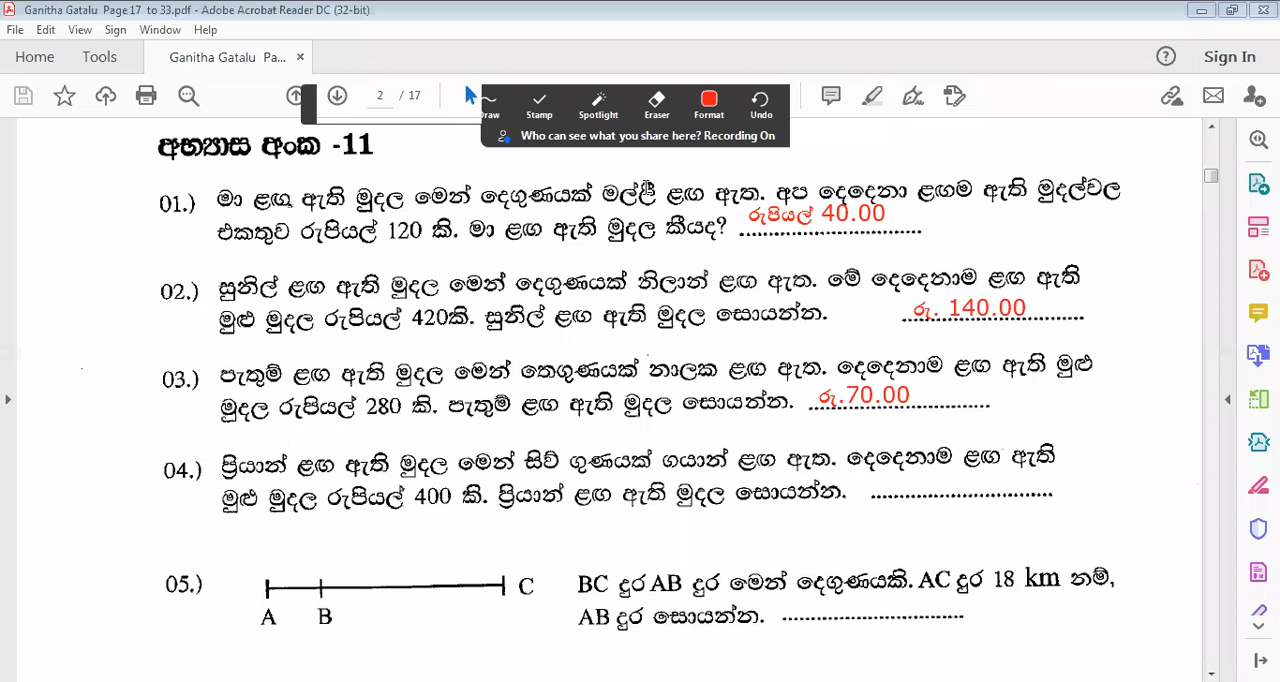 Ganitha Gatalu Page 17 to 33.pdf - Adobe Acrobat Reader DC (32-bit)
File Edit View Sign Window Help
Home Tools Ganitha Gatalu Pa... × Sign In
2 / 17
Draw Stamp Spotlight Eraser Format Undo
Who can see what you share here? Recording On
අභ්‍යාස අංක -11
01.) මා ළඟ ඇති මුදල මෙන් දෙගුණයක් මල්ලී ළඟ ඇත. අප දෙදෙනා ළඟම ඇති මුදල්වල
එකතුව රුපියල් 120 කි. මා ළඟ ඇති මුදල කීයද? රුපියල් 40.00
02.) සුනිල් ළඟ ඇති මුදල මෙන් දෙගුණයක් නිලාන් ළඟ ඇත. මේ දෙදෙනාම ළඟ ඇති
මුළු මුදල රුපියල් 420කි. සුනිල් ළඟ ඇති මුදල සොයන්න. රු. 140.00
03.) පැතුම් ළඟ ඇති මුදල මෙන් තෙගුණයක් නාලක ළඟ ඇත. දෙදෙනාම ළඟ ඇති මුළු
මුදල රුපියල් 280 කි. පැතුම් ළඟ ඇති මුදල සොයන්න. රු.70.00
04.) ප්‍රියාන් ළඟ ඇති මුදල මෙන් සිව් ගුණයක් ගයාන් ළඟ ඇත. දෙදෙනාම ළඟ ඇති
මුළු මුදල රුපියල් 400 කි. ප්‍රියාන් ළඟ ඇති මුදල සොයන්න. ..............................
05.) A B C BC දුර AB දුර මෙන් දෙගුණයකි. AC දුර 18 km නම්,
AB දුර සොයන්න. ..............................